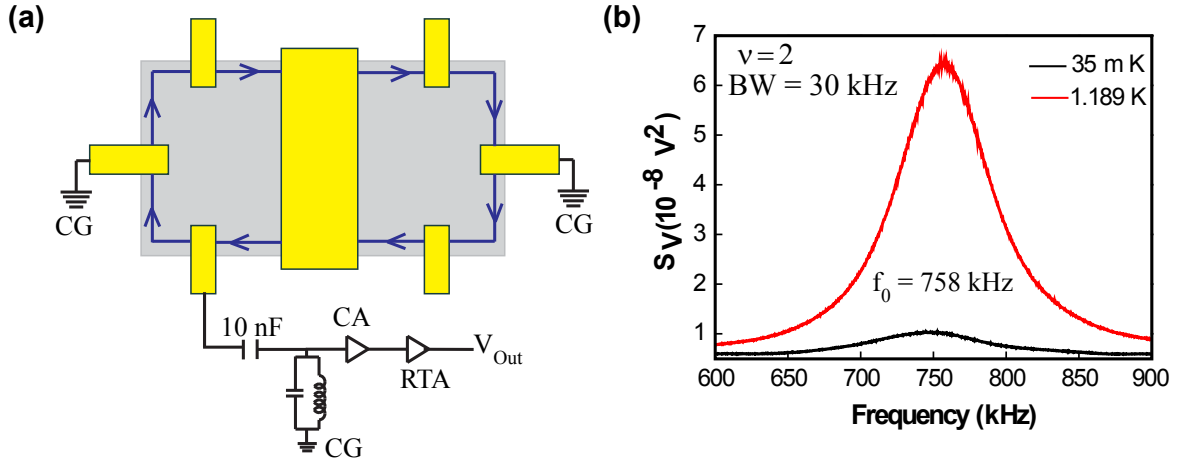 (a)
CG
CG
10 nF
CA
RTA
V_Out
CG
(b)
ν = 2
BW = 30 kHz
35 m K
1.189 K
f_0 = 758 kHz
S_V (10^-8 V^2)
7
6
5
4
3
2
1
600 650 700 750 800 850 900
Frequency (kHz)